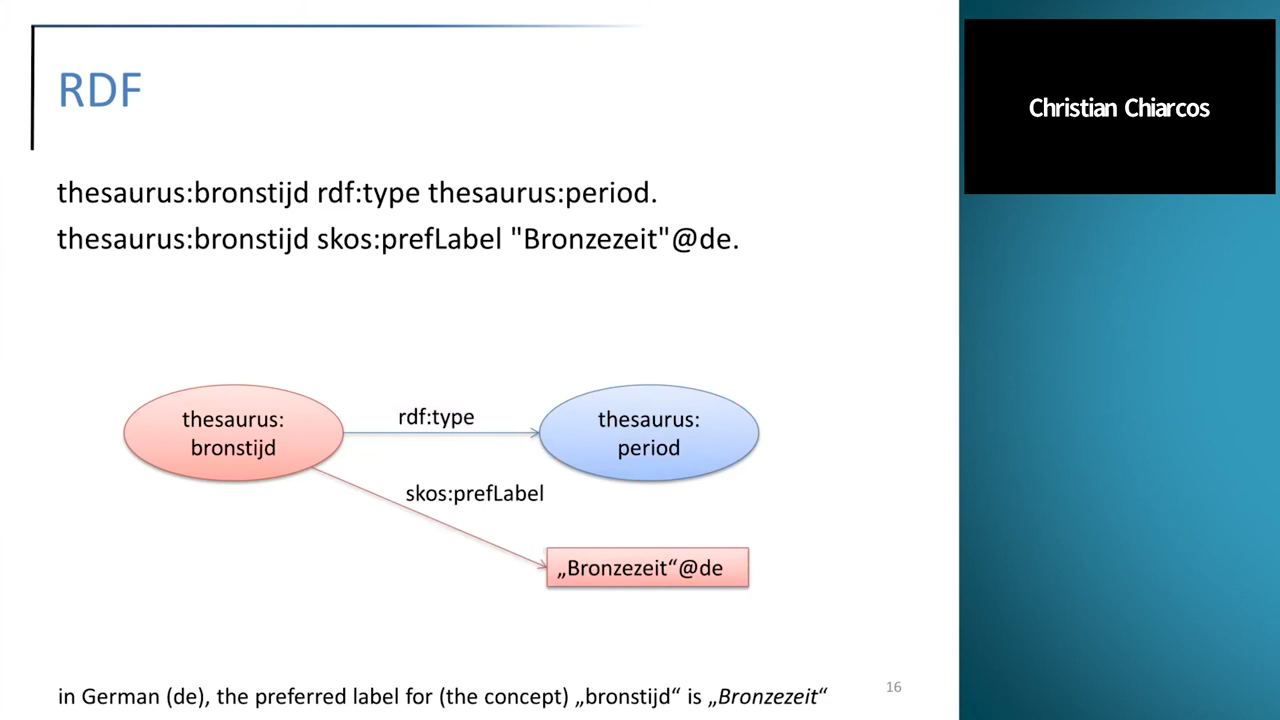 RDF
Christian Chiarcos
thesaurus:bronstijd rdf:type thesaurus:period.
thesaurus:bronstijd skos:prefLabel "Bronzezeit"@de.
thesaurus:
bronstijd
rdf:type
thesaurus:
period
skos:prefLabel
„Bronzezeit“@de
in German (de), the preferred label for (the concept) „bronstijd“ is „Bronzezeit“
16